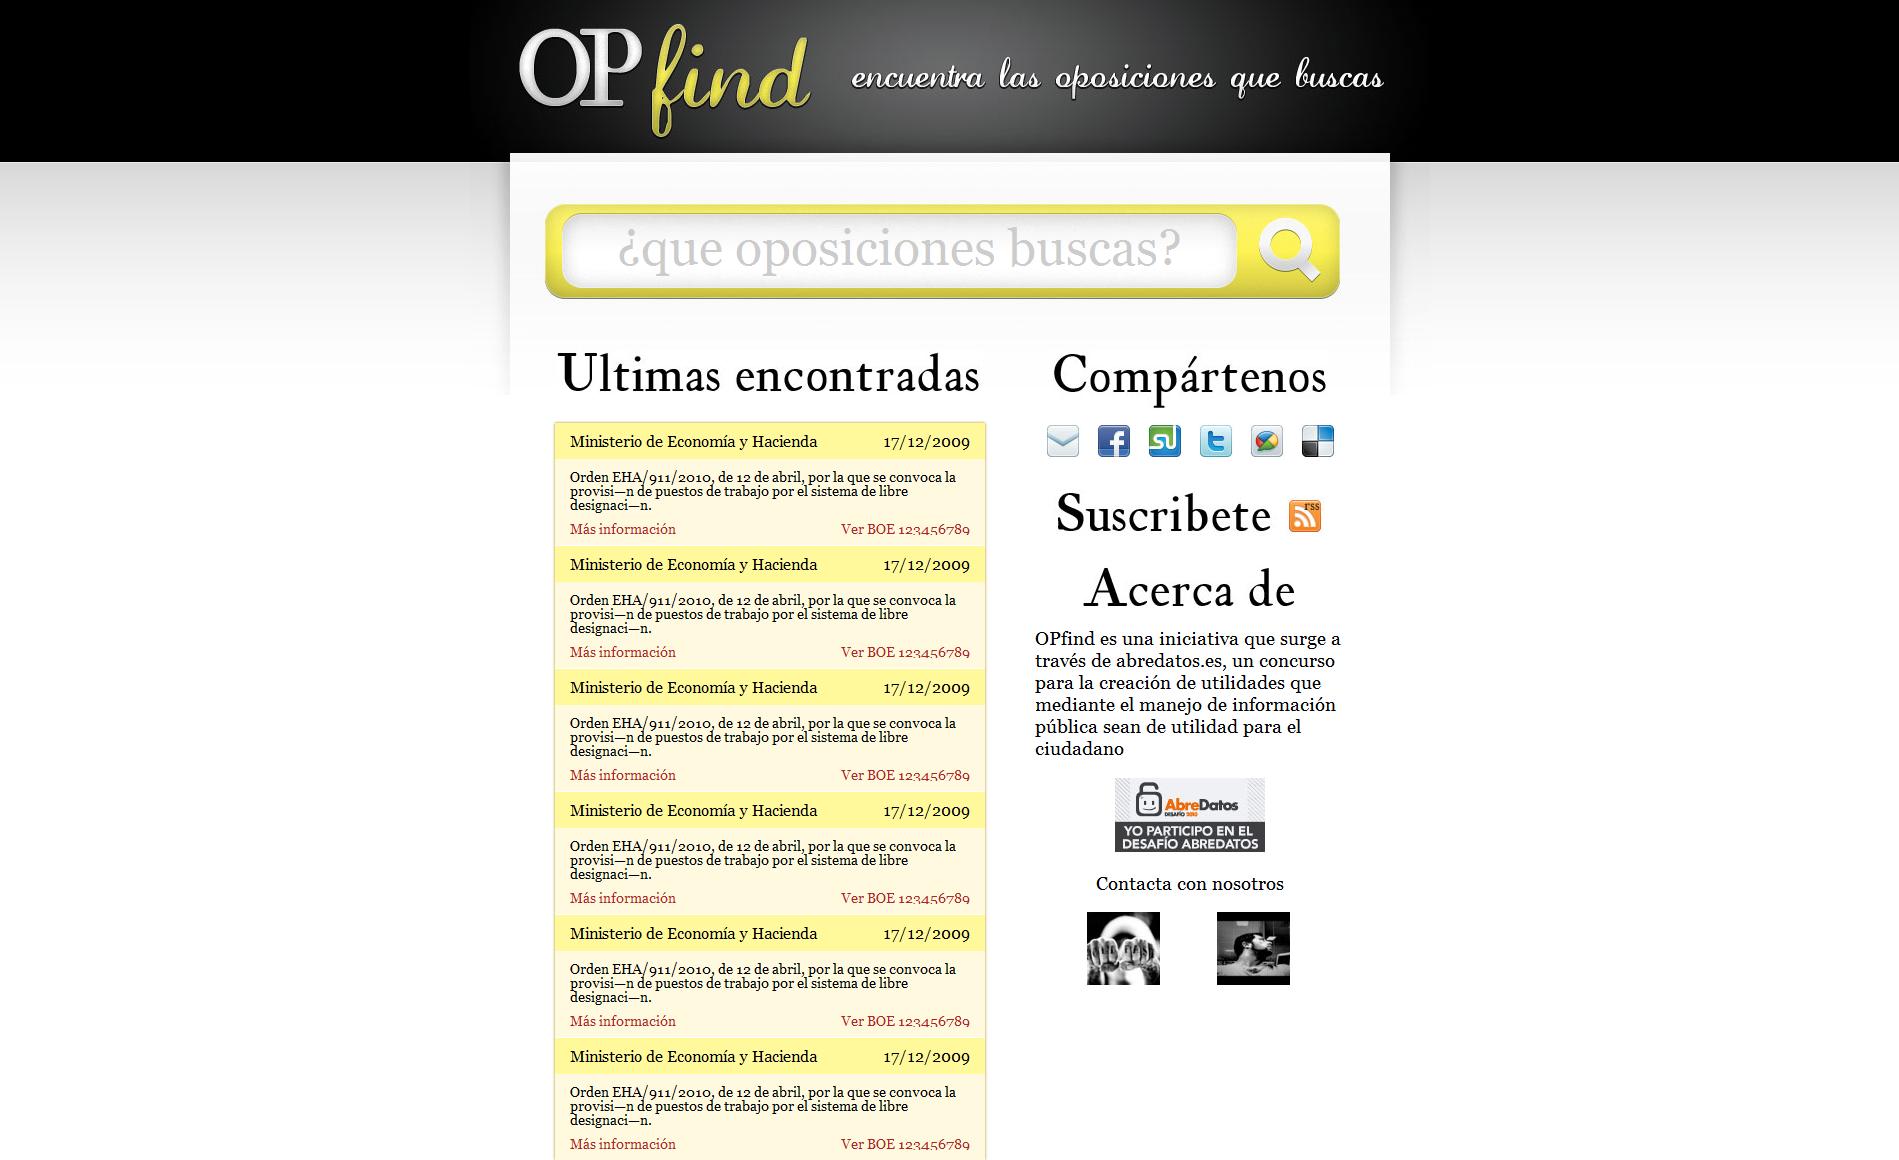 OPfind encuentra las oposiciones que buscas
¿que oposiciones buscas?
Ultimas encontradas
Ministerio de Economía y Hacienda 17/12/2009
Orden EHA/911/2010, de 12 de abril, por la que se convoca la
provisi—n de puestos de trabajo por el sistema de libre
designaci—n.
Más información Ver BOE 123456789
Ministerio de Economía y Hacienda 17/12/2009
Orden EHA/911/2010, de 12 de abril, por la que se convoca la
provisi—n de puestos de trabajo por el sistema de libre
designaci—n.
Más información Ver BOE 123456789
Ministerio de Economía y Hacienda 17/12/2009
Orden EHA/911/2010, de 12 de abril, por la que se convoca la
provisi—n de puestos de trabajo por el sistema de libre
designaci—n.
Más información Ver BOE 123456789
Ministerio de Economía y Hacienda 17/12/2009
Orden EHA/911/2010, de 12 de abril, por la que se convoca la
provisi—n de puestos de trabajo por el sistema de libre
designaci—n.
Más información Ver BOE 123456789
Ministerio de Economía y Hacienda 17/12/2009
Orden EHA/911/2010, de 12 de abril, por la que se convoca la
provisi—n de puestos de trabajo por el sistema de libre
designaci—n.
Más información Ver BOE 123456789
Ministerio de Economía y Hacienda 17/12/2009
Orden EHA/911/2010, de 12 de abril, por la que se convoca la
provisi—n de puestos de trabajo por el sistema de libre
designaci—n.
Más información Ver BOE 123456789
Compártenos
Suscribete rss
Acerca de
OPfind es una iniciativa que surge a
través de abredatos.es, un concurso
para la creación de utilidades que
mediante el manejo de información
pública sean de utilidad para el
ciudadano
AbreDatos
DESAFÍO 2010
YO PARTICIPO EN EL
DESAFÍO ABREDATOS
Contacta con nosotros